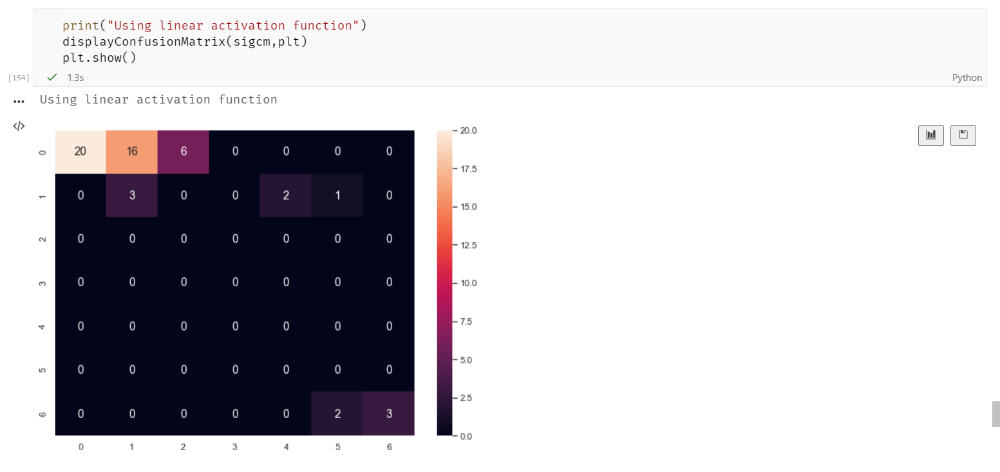 print("Using linear activation function")
displayConfusionMatrix(sigcm,plt)
plt.show()
[154] 1.3s Python
Using linear activation function
0 20 16 6 0 0 0 0
1 0 3 0 0 2 1 0
2 0 0 0 0 0 0 0
3 0 0 0 0 0 0 0
4 0 0 0 0 0 0 0
5 0 0 0 0 0 0 0
6 0 0 0 0 0 2 3
0 1 2 3 4 5 6
20.0
17.5
15.0
12.5
10.0
7.5
5.0
2.5
0.0